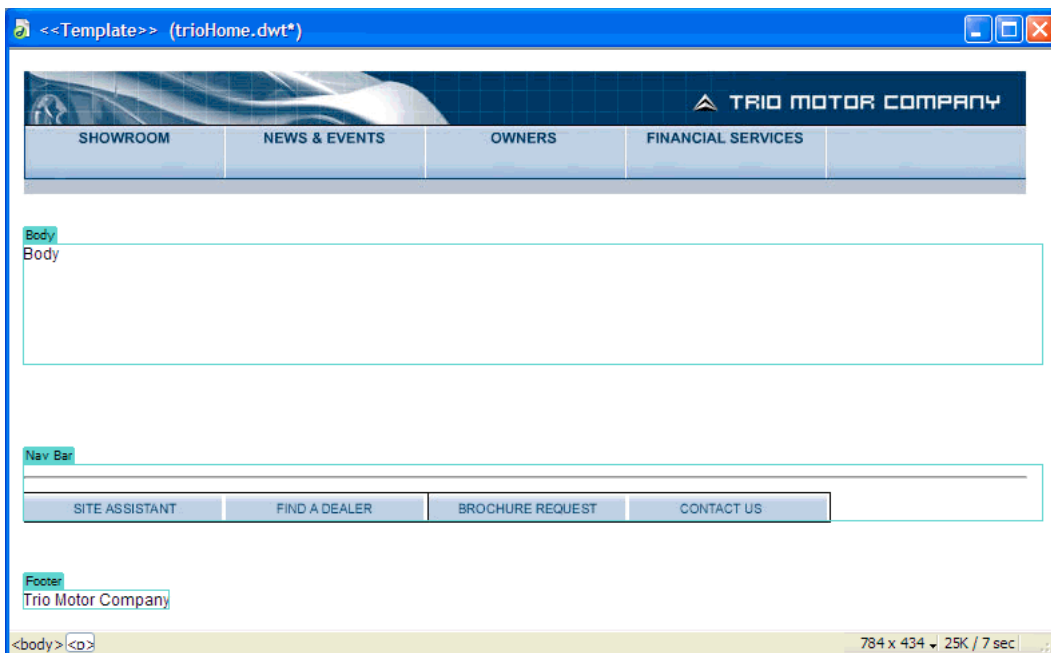 <<Template>> (trioHome.dwt*)
TRIO MOTOR COMPANY
SHOWROOM NEWS & EVENTS OWNERS FINANCIAL SERVICES
Body
Body
Nav Bar
SITE ASSISTANT FIND A DEALER BROCHURE REQUEST CONTACT US
Footer
Trio Motor Company
<body> <p> 784 x 434 25K / 7 sec